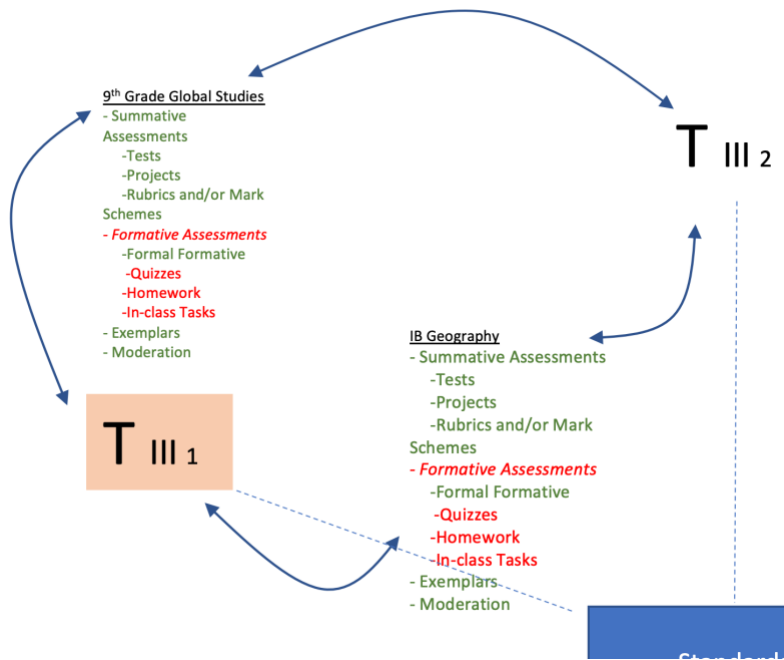 9th Grade Global Studies
- Summative
Assessments
-Tests
-Projects
-Rubrics and/or Mark
Schemes
- Formative Assessments
-Formal Formative
-Quizzes
-Homework
-In-class Tasks
- Exemplars
- Moderation
T III 2
IB Geography
- Summative Assessments
-Tests
-Projects
-Rubrics and/or Mark
Schemes
- Formative Assessments
-Formal Formative
-Quizzes
-Homework
-In-class Tasks
- Exemplars
- Moderation
T III 1